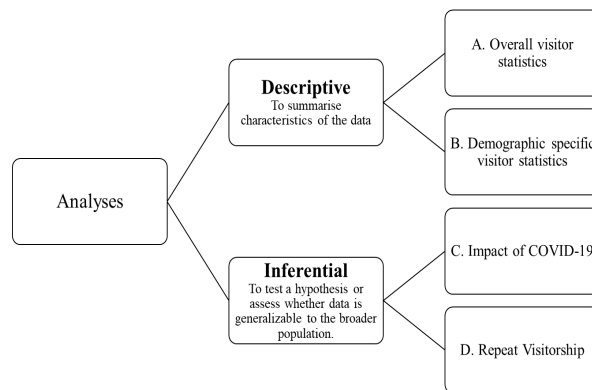 Analyses
Descriptive
To summarise
characteristics of the data
Inferential
To test a hypothesis or
assess whether data is
generalizable to the broader
population.
A. Overall visitor
statistics
B. Demographic specific
visitor statistics
C. Impact of COVID-19
D. Repeat Visitorship